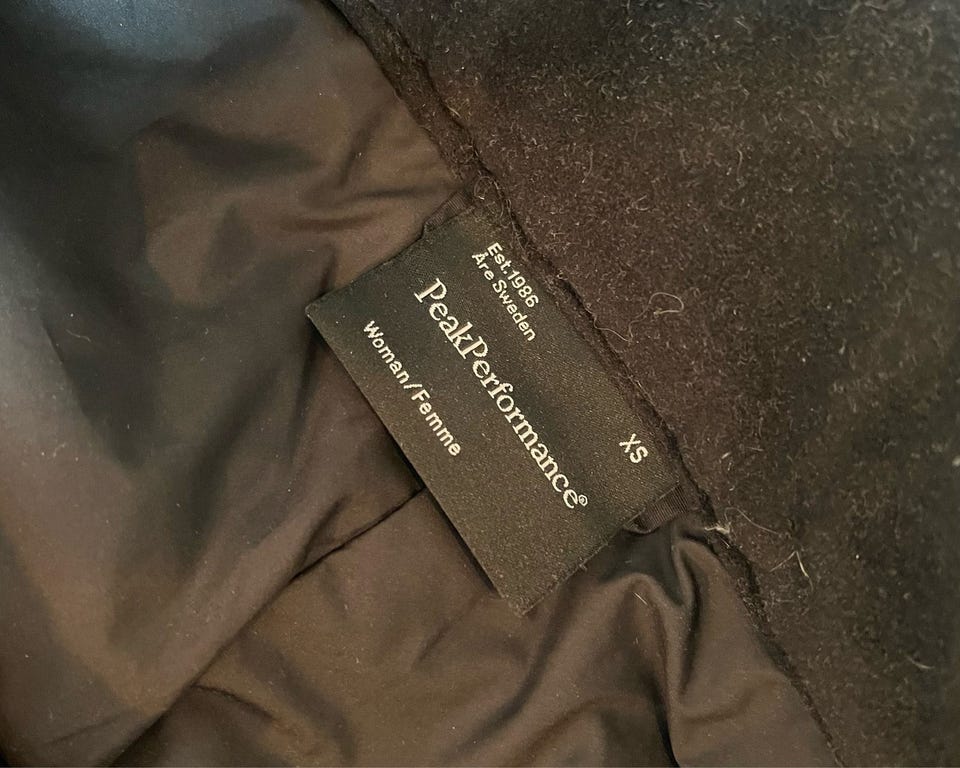 Est.1986
Åre Sweden
XS
PeakPerformance®
Woman/Femme